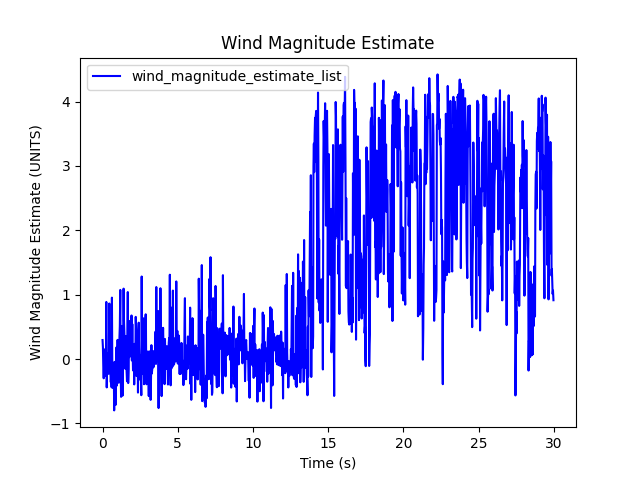 Wind Magnitude Estimate
wind_magnitude_estimate_list
Wind Magnitude Estimate (UNITS)
4
3
2
1
0
−1
0 5 10 15 20 25 30
Time (s)